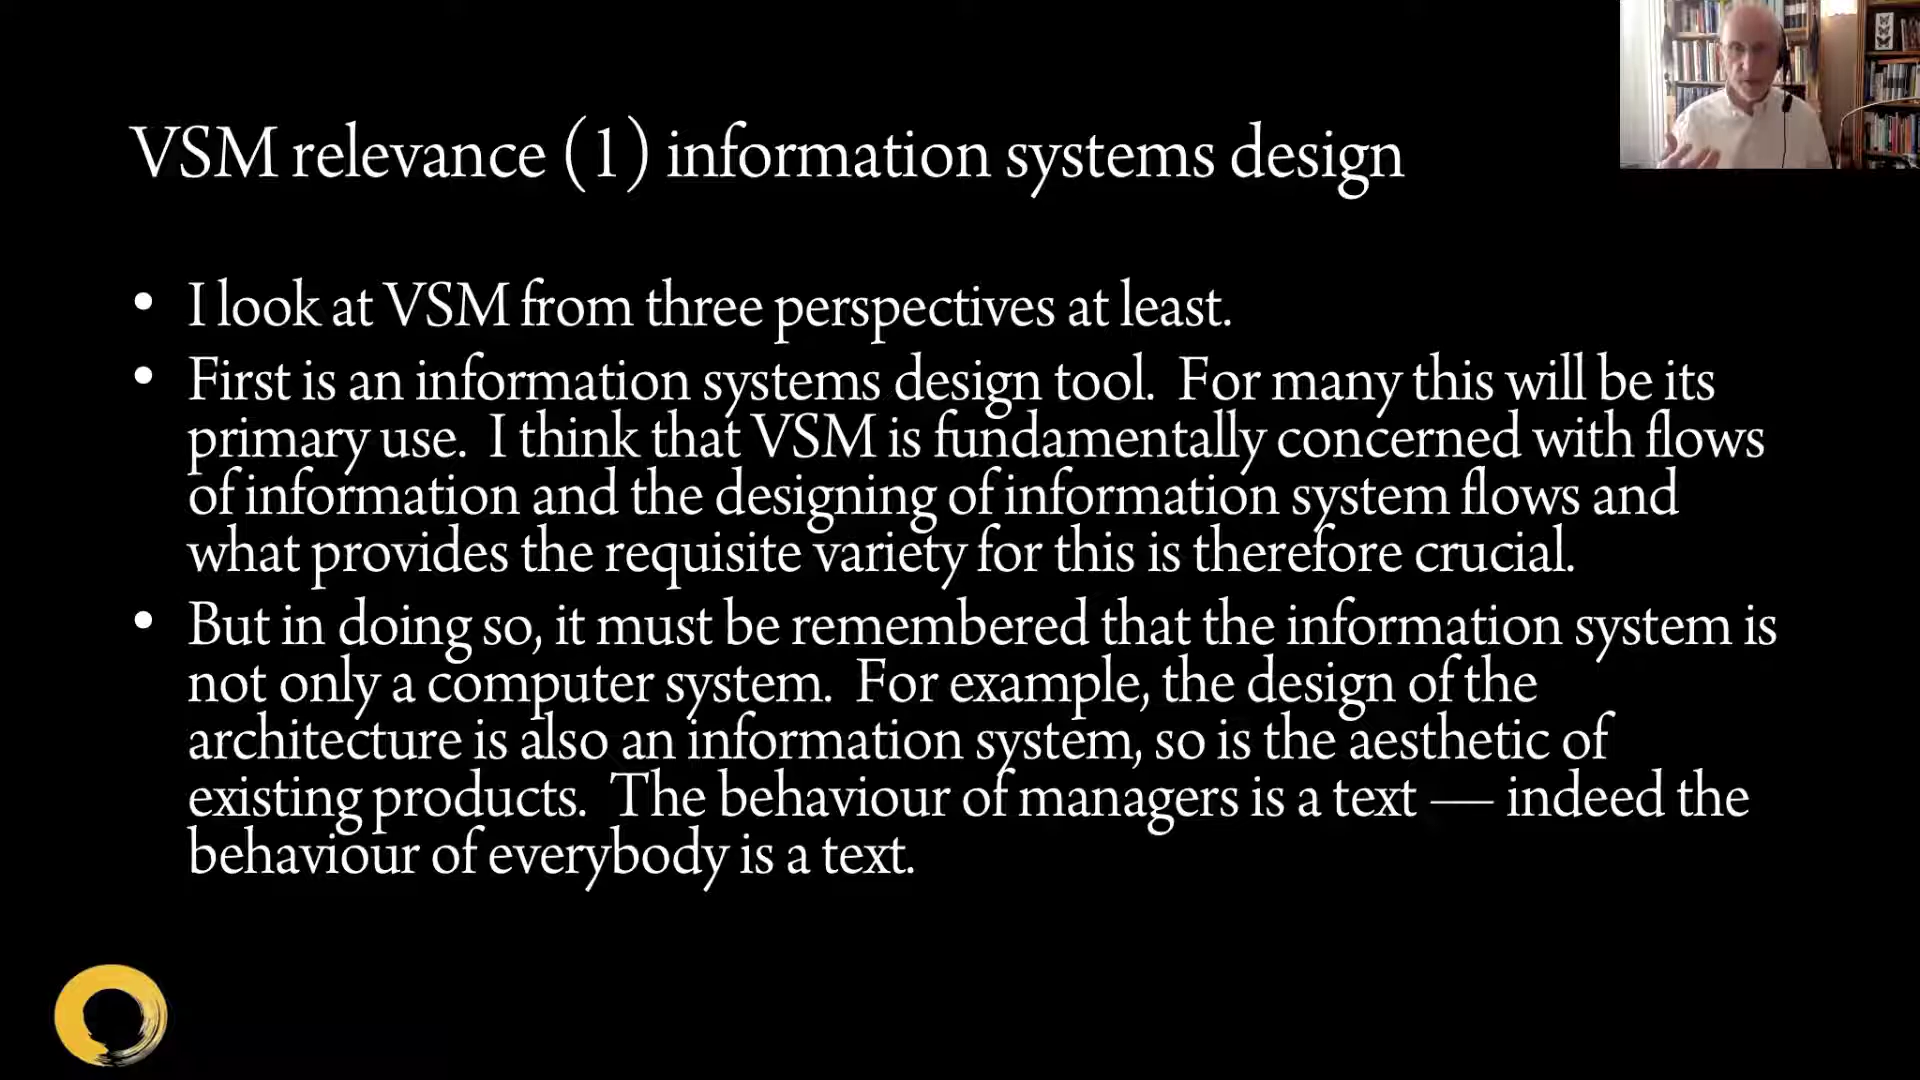 VSM relevance (1) information systems design
• I look at VSM from three perspectives at least.
• First is an information systems design tool.  For many this will be its
primary use.  I think that VSM is fundamentally concerned with flows
of information and the designing of information system flows and
what provides the requisite variety for this is therefore crucial.
• But in doing so, it must be remembered that the information system is
not only a computer system.  For example, the design of the
architecture is also an information system, so is the aesthetic of
existing products.  The behaviour of managers is a text — indeed the
behaviour of everybody is a text.